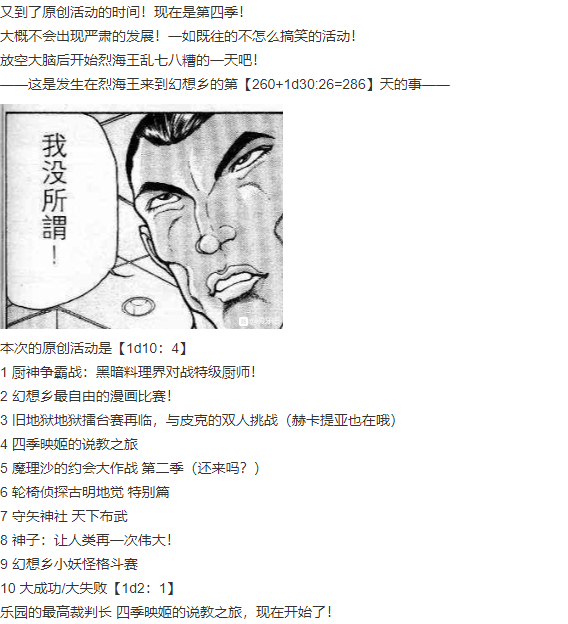 又到了原创活动的时间！现在是第四季！
大概不会出现严肃的发展！一如既往的不怎么搞笑的活动！
放空大脑后开始烈海王乱七八糟的一天吧！
——这是发生在烈海王来到幻想乡的第【260+1d30:26=286】天的事——
我没所謂！
本次的原创活动是【1d10：4】
1 厨神争霸战：黑暗料理界对战特级厨师！
2 幻想乡最自由的漫画比赛！
3 旧地狱地狱擂台赛再临，与皮克的双人挑战（赫卡提亚也在哦）
4 四季映姬的说教之旅
5 魔理沙的约会大作战 第二季（还来吗？）
6 轮椅侦探古明地觉 特别篇
7 守矢神社 天下布武
8 神子：让人类再一次伟大！
9 幻想乡小妖怪格斗赛
10 大成功/大失败【1d2：1】
乐园的最高裁判长 四季映姬的说教之旅，现在开始了！